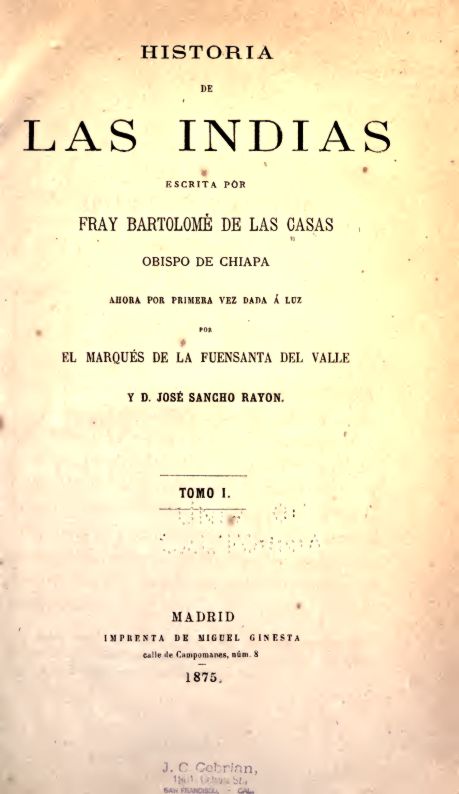 HISTORIA
DE
LAS INDIAS
ESCRITA POR
FRAY BARTOLOMÉ DE LAS CASAS
OBISPO DE CHIAPA
AHORA POR PRIMERA VEZ DADA Á LUZ
POR
EL MARQUÉS DE LA FUENSANTA DEL VALLE
Y D. JOSÉ SANCHO RAYON.
TOMO I.
MADRID
IMPRENTA DE MIGUEL GINESTA
calle de Campomanes, núm. 8
1875.
J. C. Cebrian,
SAN FRANCISCO - CAL.